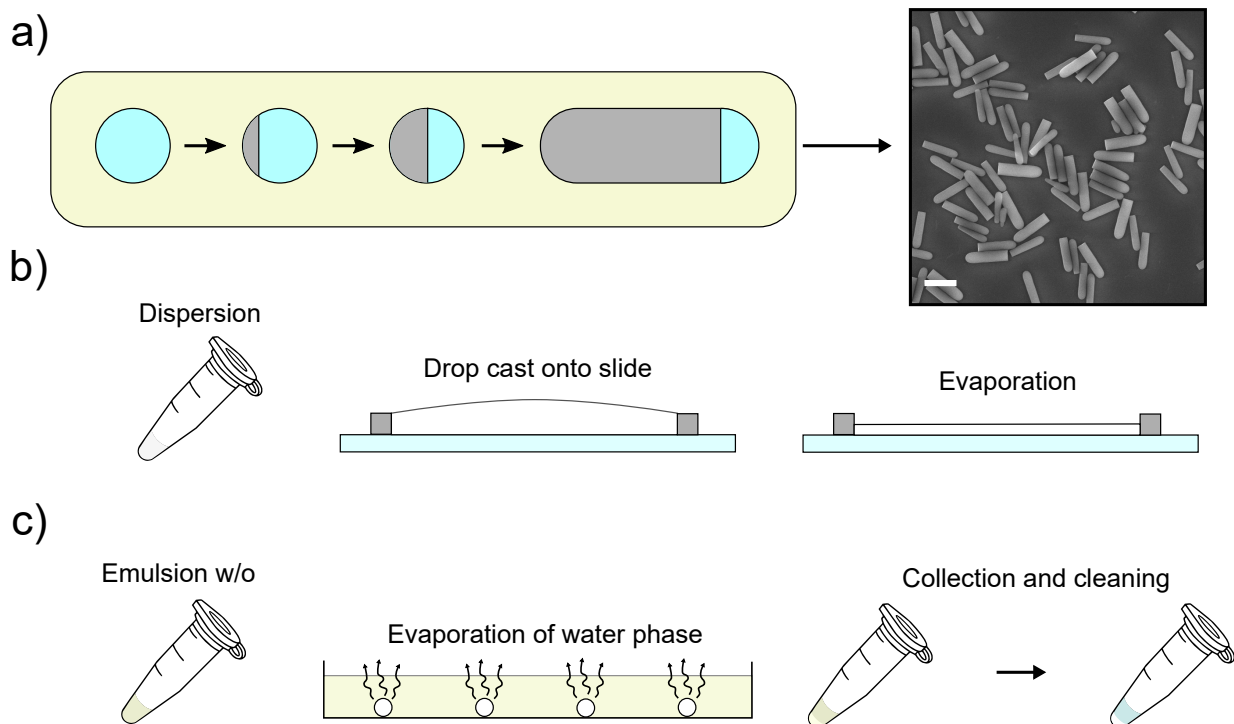 a)
b)
Dispersion
Drop cast onto slide
Evaporation
c)
Emulsion w/o
Evaporation of water phase
Collection and cleaning